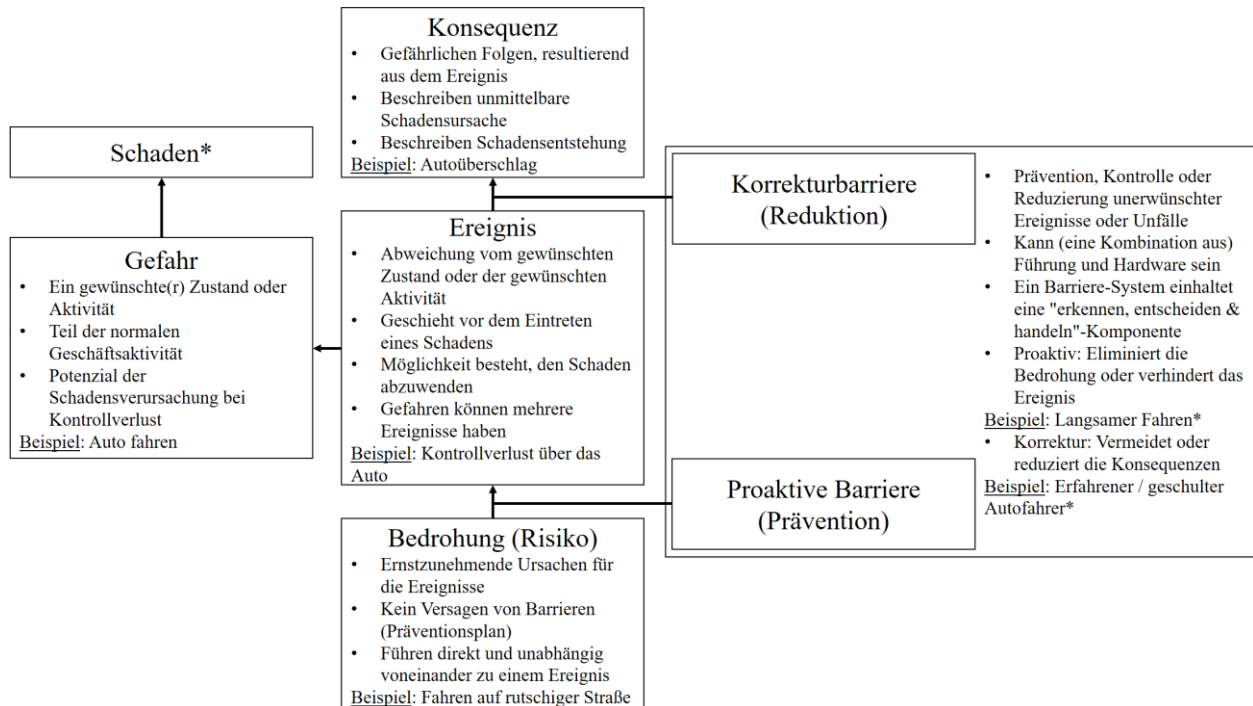 Konsequenz
• Gefährlichen Folgen, resultierend
aus dem Ereignis
• Beschreiben unmittelbare
Schadensursache
• Beschreiben Schadensentstehung
Beispiel: Autoüberschlag
Schaden*
Gefahr
• Ein gewünschte(r) Zustand oder
Aktivität
• Teil der normalen
Geschäftsaktivität
• Potenzial der
Schadensverursachung bei
Kontrollverlust
Beispiel: Auto fahren
Ereignis
• Abweichung vom gewünschten
Zustand oder der gewünschten
Aktivität
• Geschieht vor dem Eintreten
eines Schadens
• Möglichkeit besteht, den Schaden
abzuwenden
• Gefahren können mehrere
Ereignisse haben
Beispiel: Kontrollverlust über das
Auto
Bedrohung (Risiko)
• Ernstzunehmende Ursachen für
die Ereignisse
• Kein Versagen von Barrieren
(Präventionsplan)
• Führen direkt und unabhängig
voneinander zu einem Ereignis
Beispiel: Fahren auf rutschiger Straße
Korrekturbarriere
(Reduktion)
Proaktive Barriere
(Prävention)
• Prävention, Kontrolle oder
Reduzierung unerwünschter
Ereignisse oder Unfälle
• Kann (eine Kombination aus)
Führung und Hardware sein
• Ein Barriere-System einhaltet
eine "erkennen, entscheiden &
handeln"-Komponente
• Proaktiv: Eliminiert die
Bedrohung oder verhindert das
Ereignis
Beispiel: Langsamer Fahren*
• Korrektur: Vermeidet oder
reduziert die Konsequenzen
Beispiel: Erfahrener / geschulter
Autofahrer*